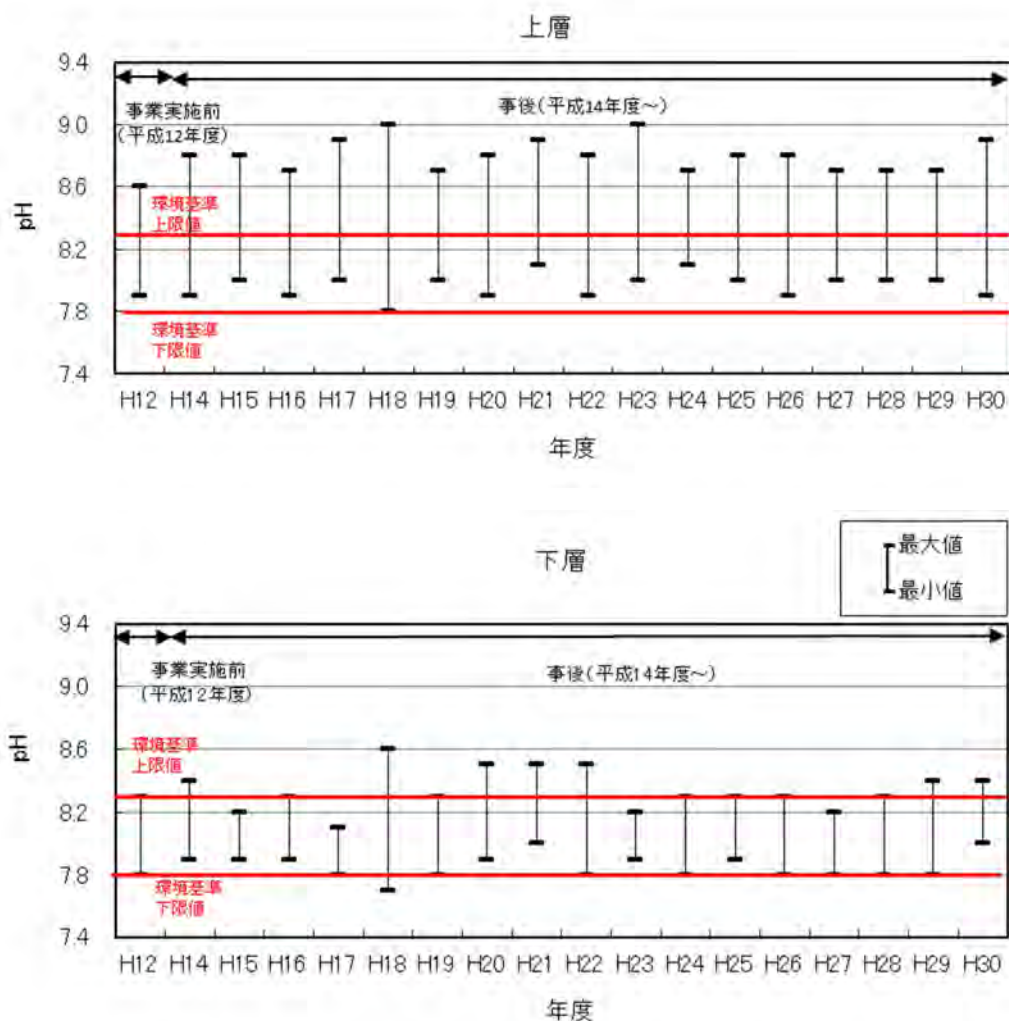 上層
9.4
9.0
8.6
8.2
7.8
7.4
pH
事業実施前
(平成12年度)
事後(平成14年度～)
環境基準
上限値
環境基準
下限値
H12 H14 H15 H16 H17 H18 H19 H20 H21 H22 H23 H24 H25 H26 H27 H28 H29 H30
年度
最大値
最小値
下層
9.4
9.0
8.6
8.2
7.8
7.4
pH
事業実施前
(平成12年度)
事後(平成14年度～)
環境基準
上限値
環境基準
下限値
H12 H14 H15 H16 H17 H18 H19 H20 H21 H22 H23 H24 H25 H26 H27 H28 H29 H30
年度